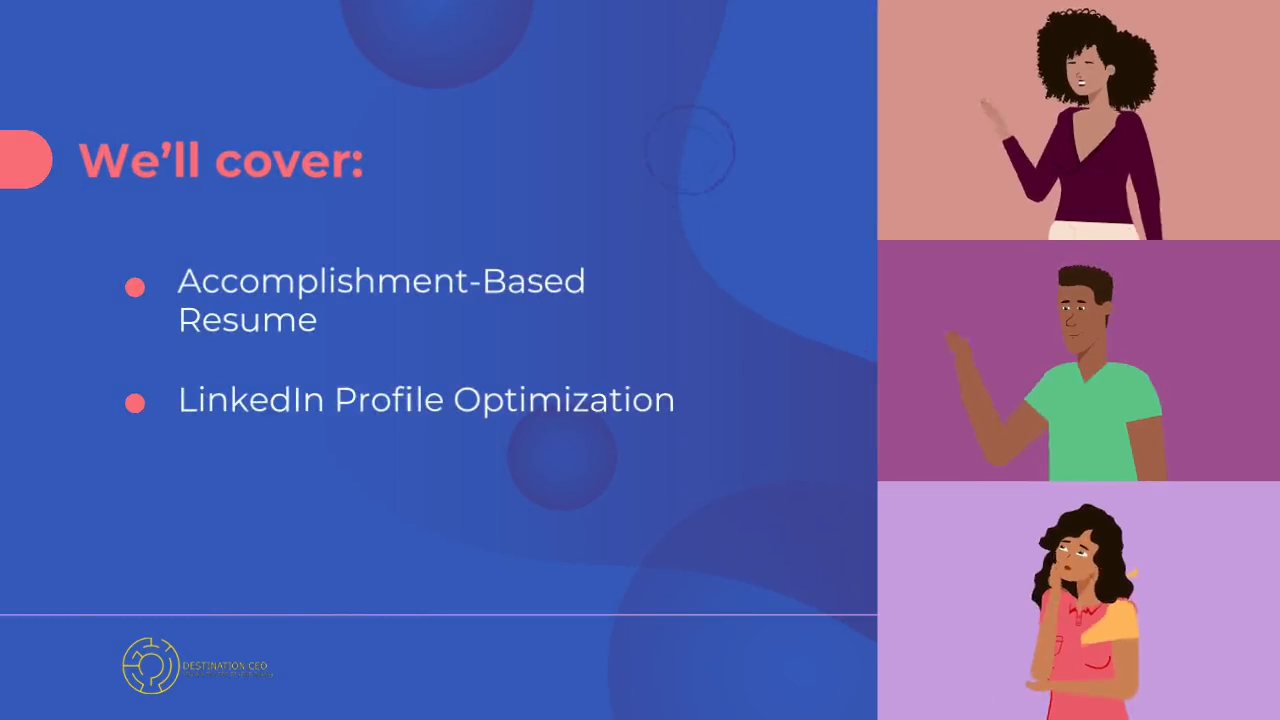 We'll cover:
Accomplishment-Based
Resume
LinkedIn Profile Optimization
DESTINATION CEO